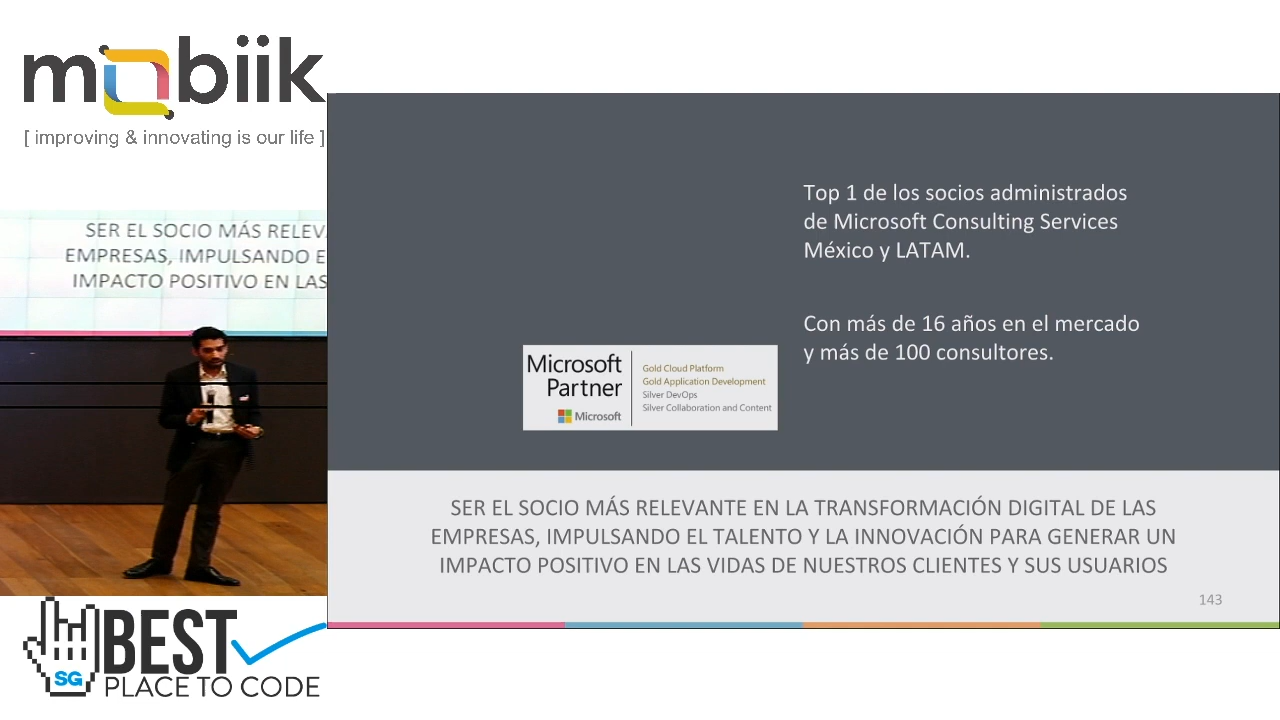 mobiik
[ improving & innovating is our life ]
SER EL SOCIO MÁS RELEV
EMPRESAS, IMPULSANDO E
IMPACTO POSITIVO EN LAS
Top 1 de los socios administrados
de Microsoft Consulting Services
México y LATAM.
Con más de 16 años en el mercado
y más de 100 consultores.
Microsoft
Partner
Microsoft
Gold Cloud Platform
Gold Application Development
Silver DevOps
Silver Collaboration and Content
SER EL SOCIO MÁS RELEVANTE EN LA TRANSFORMACIÓN DIGITAL DE LAS
EMPRESAS, IMPULSANDO EL TALENTO Y LA INNOVACIÓN PARA GENERAR UN
IMPACTO POSITIVO EN LAS VIDAS DE NUESTROS CLIENTES Y SUS USUARIOS
143
SG
BEST
PLACE TO CODE